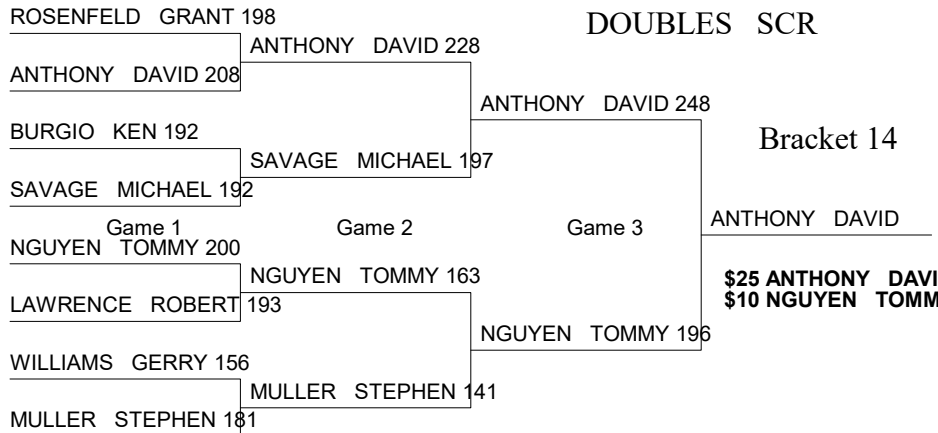 ROSENFELD GRANT 198
DOUBLES SCR
ANTHONY DAVID 228
ANTHONY DAVID 208
ANTHONY DAVID 248
BURGIO KEN 192
Bracket 14
SAVAGE MICHAEL 197
SAVAGE MICHAEL 192
Game 1
Game 2
Game 3
ANTHONY DAVID
NGUYEN TOMMY 200
NGUYEN TOMMY 163
$25 ANTHONY DAVI
$10 NGUYEN TOMM
LAWRENCE ROBERT 193
NGUYEN TOMMY 196
WILLIAMS GERRY 156
MULLER STEPHEN 141
MULLER STEPHEN 181